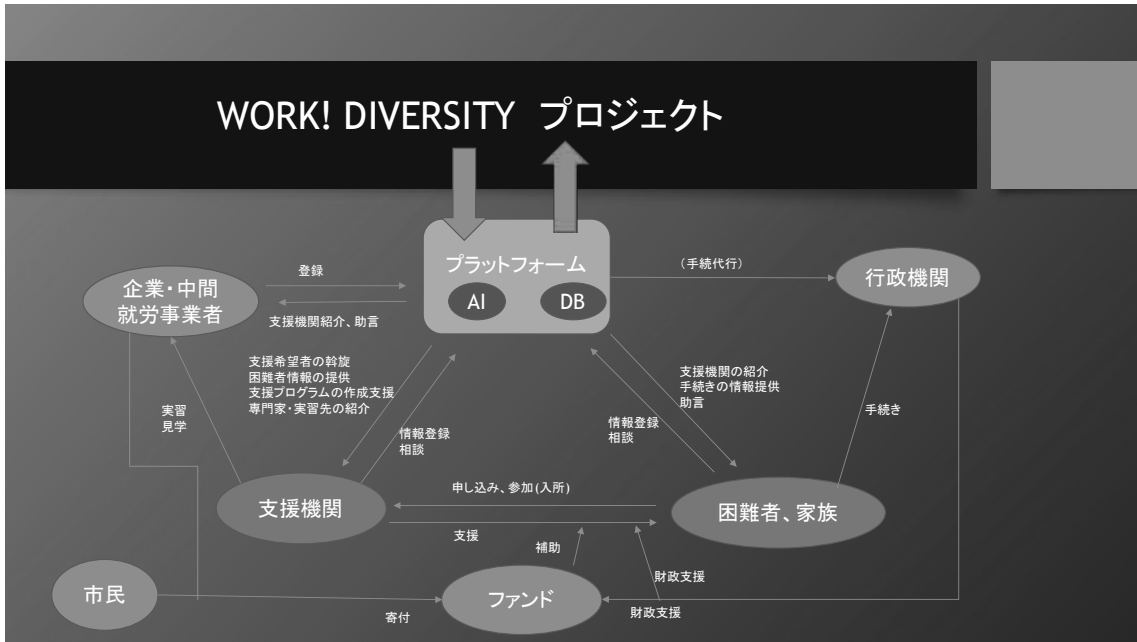 WORK! DIVERSITY プロジェクト
プラットフォーム
AI
DB
企業・中間
就労事業者
登録
支援機関紹介、助言
(手続代行)
行政機関
支援希望者の斡旋
困難者情報の提供
支援プログラムの作成支援
専門家・実習先の紹介
支援機関の紹介
手続きの情報提供
助言
実習
見学
情報登録
相談
情報登録
相談
手続き
支援機関
申し込み、参加(入所)
困難者、家族
支援
補助
財政支援
市民
寄付
ファンド
財政支援